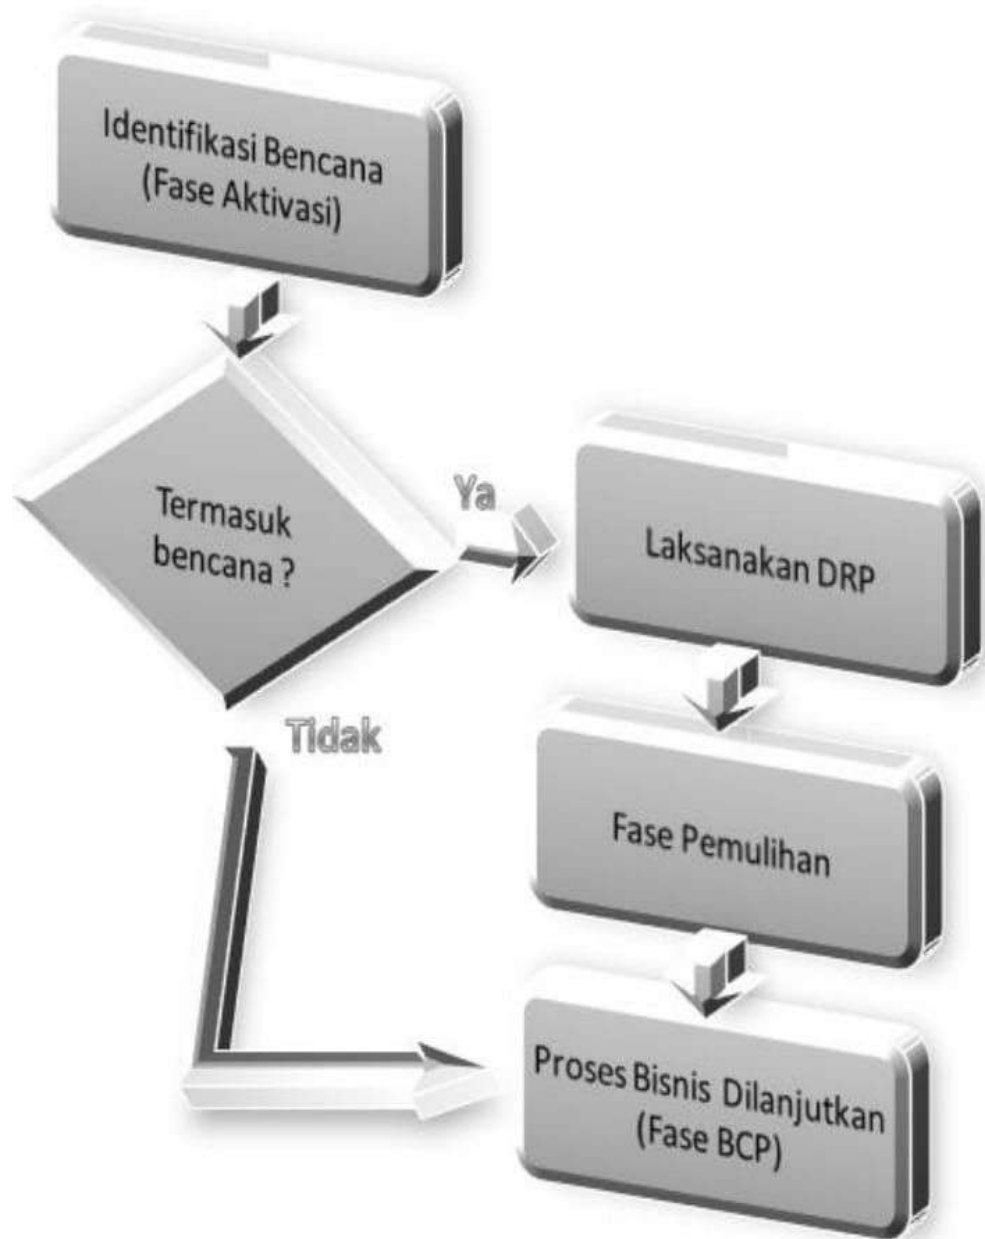 Identifikasi Bencana
(Fase Aktivasi)
Termasuk
bencana ?
Ya
Laksanakan DRP
Tidak
Fase Pemulihan
Proses Bisnis Dilanjutkan
(Fase BCP)